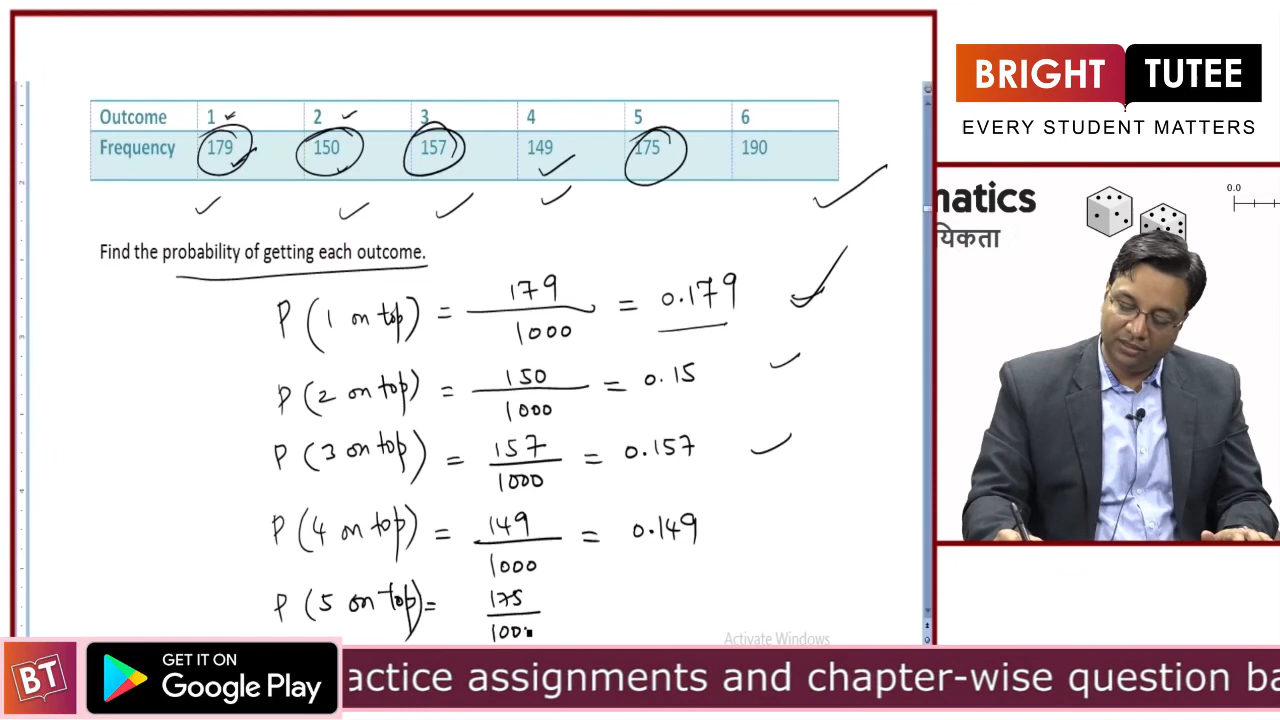 BRIGHT TUTEE
EVERY STUDENT MATTERS
Outcome 1 2 3 4 5 6
Frequency 179 150 157 149 175 190
0.0
यिकता
Find the probability of getting each outcome.
P (1 on top) = 179/1000 = 0.179
P (2 on top) = 150/1000 = 0.15
P (3 on top) = 157/1000 = 0.157
P (4 on top) = 149/1000 = 0.149
P (5 on top) = 175/100
Activate Windows
BT
GET IT ON
Google Play
actice assignments and chapter-wise question ba